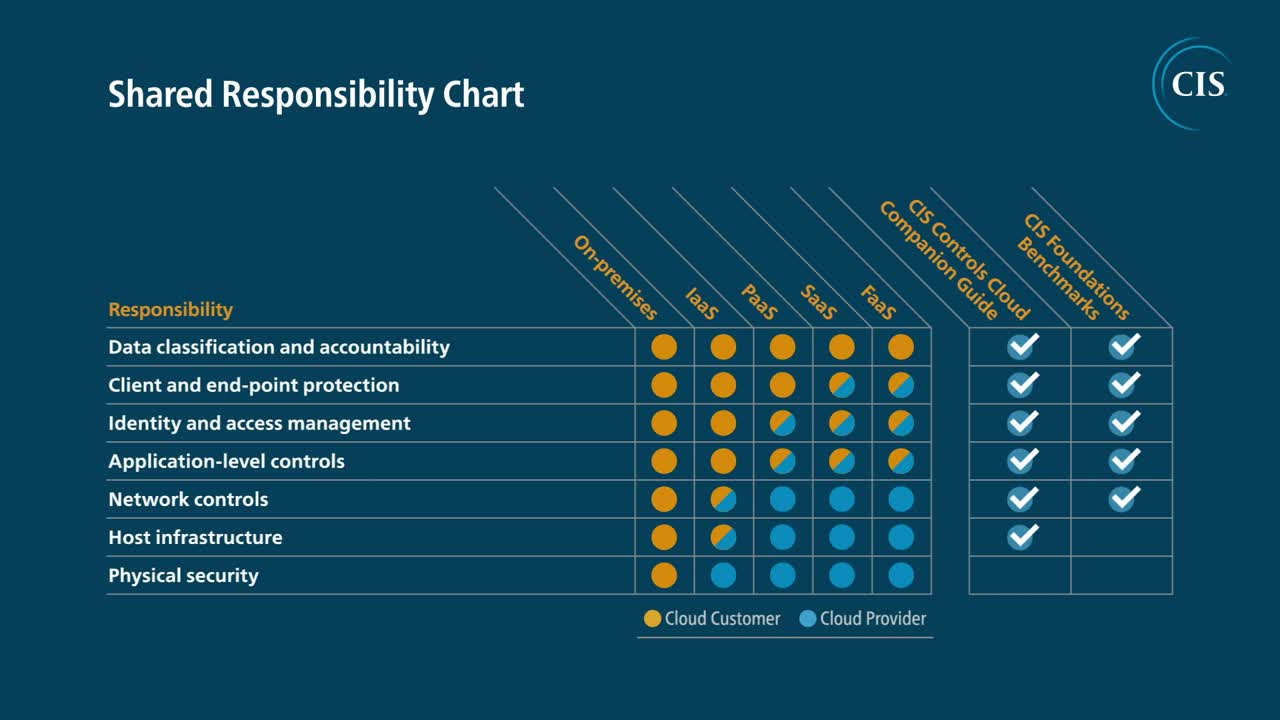 Shared Responsibility Chart
CIS
Responsibility
On-premises
IaaS
PaaS
SaaS
FaaS
CIS Controls Cloud
Companion Guide
CIS Foundations
Benchmarks
Data classification and accountability
Client and end-point protection
Identity and access management
Application-level controls
Network controls
Host infrastructure
Physical security
Cloud Customer
Cloud Provider